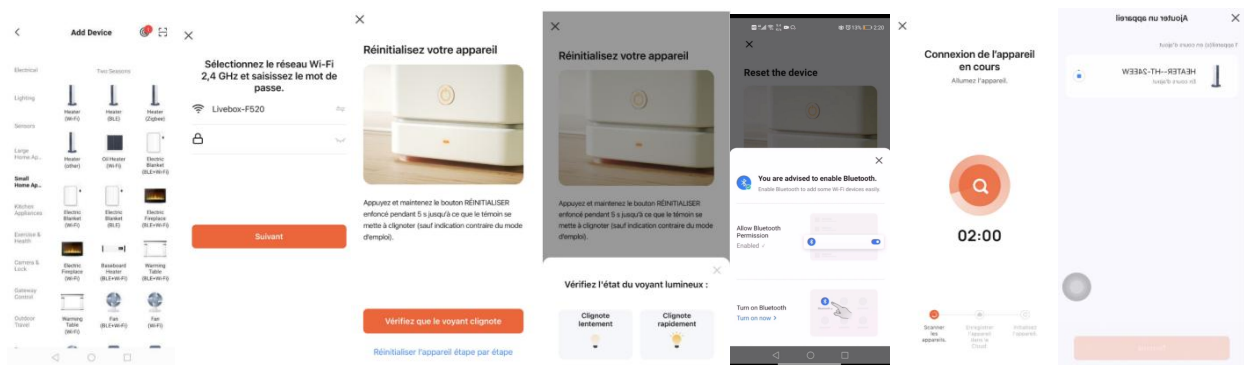 Add Device
Electrical
Two Seasons
Lighting
Heater
(Wi-Fi)
Heater
(BLE)
Heater
(Zigbee)
Sensors
Large
Home Ap...
Heater
(other)
Oil Heater
(Wi-Fi)
Electric
Blanket
(BLE+Wi-Fi)
Small
Home Ap...
Kitchen
Appliances
Electric
Blanket
(Wi-Fi)
Electric
Blanket
(BLE)
Electric
Fireplace
(BLE+Wi-Fi)
Exercise &
Health
Camera &
Lock
Electric
Fireplace
(Wi-Fi)
Baseboard
Heater
(BLE+Wi-Fi)
Warming
Table
(BLE+Wi-Fi)
Gateway
Control
Outdoor
Travel
Warming
Table
(Wi-Fi)
Fan
(BLE+Wi-Fi)
Fan
(Wi-Fi)
Sélectionnez le réseau Wi-Fi
2,4 GHz et saisissez le mot de
passe.
Livebox-F520
Suivant
Réinitialisez votre appareil
Appuyez et maintenez le bouton RÉINITIALISER
enfoncé pendant 5 s jusqu'à ce que le témoin se
mette à clignoter (sauf indication contraire du mode
d'emploi).
Vérifiez que le voyant clignote
Réinitialiser l'appareil étape par étape
Réinitialisez votre appareil
Appuyez et maintenez le bouton RÉINITIALISER
enfoncé pendant 5 s jusqu'à ce que le témoin se
mette à clignoter (sauf indication contraire du mode
d'emploi).
Vérifiez l'état du voyant lumineux :
Clignote
lentement
Clignote
rapidement
2:20
Reset the device
You are advised to enable Bluetooth.
Enable Bluetooth to add some Wi-Fi devices easily.
Allow Bluetooth
Permission
Enabled ✓
Turn on Bluetooth
Turn on now >
Connexion de l'appareil
en cours
Allumez l'appareil.
02:00
Scanner
les
appareils.
Enregistrer
l'appareil
dans le
Cloud.
Initialisez
l'appareil.
Ajouter un appareil
HEATER--HT-2AEEW
En cours d'ajout